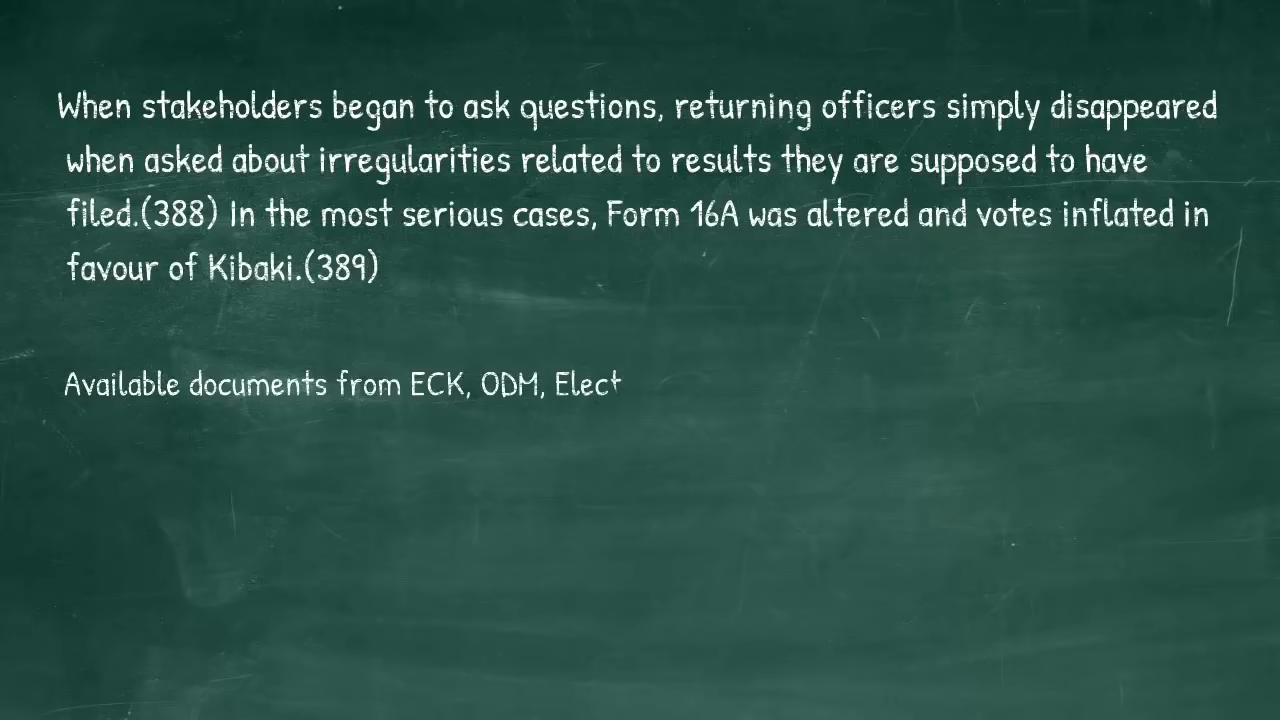 When stakeholders began to ask questions, returning officers simply disappeared
when asked about irregularities related to results they are supposed to have
filed.(388) In the most serious cases, Form 16A was altered and votes inflated in
favour of Kibaki.(389)
Available documents from ECK, ODM, Elect